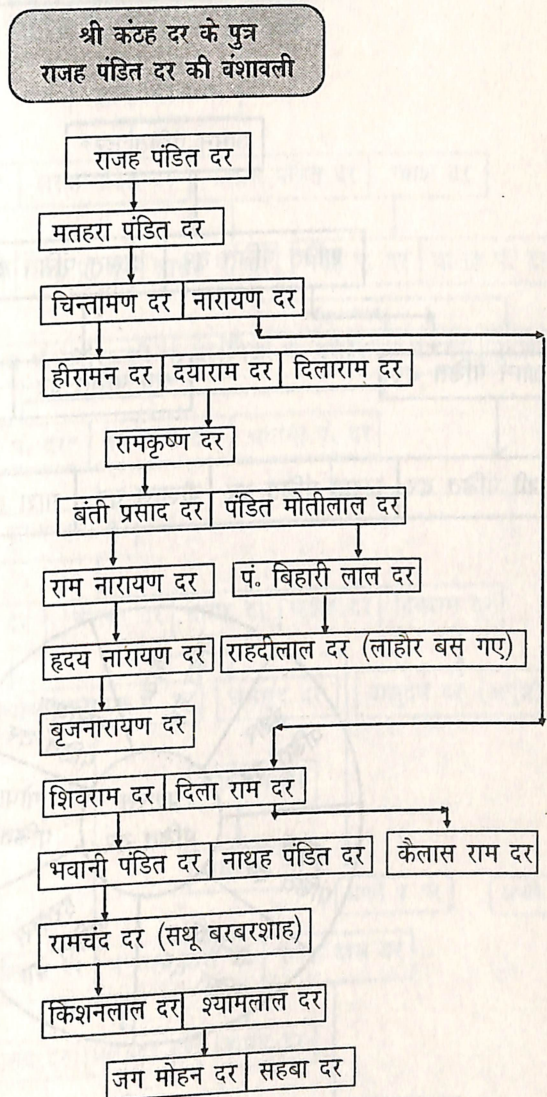 श्री कंटह दर के पुत्र
राजह पंडित दर की वंशावली
राजह पंडित दर
मतहरा पंडित दर
चिन्तामण दर नारायण दर
हीरामन दर दयाराम दर दिलाराम दर
रामकृष्ण दर
बंती प्रसाद दर पंडित मोतीलाल दर
राम नारायण दर पं. बिहारी लाल दर
हृदय नारायण दर राहदीलाल दर (लाहौर बस गए)
बृजनारायण दर
शिवराम दर दिला राम दर
भवानी पंडित दर नाथह पंडित दर कैलास राम दर
रामचंद दर (सथू बरबरशाह)
किशनलाल दर श्यामलाल दर
जग मोहन दर सहबा दर